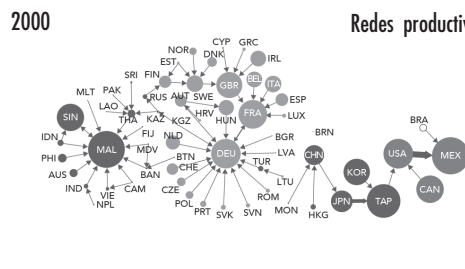 2000
Redes productiv
CYP GRC
NOR DNK IRL
EST
SRI FIN GBR BEL ITA
MLT PAK RUS AUT SWE ESP
LAO HRV FRA
SIN THA KAZ KGZ HUN LUX
FIJ BRN BRA
IDN NLD BGR
MAL MDV DEU LVA CHN USA MEX
PHI BTN TUR
AUS BAN CHE KOR
IND CAM CZE LTU CAN
VIE POL ROM JPN TAP
NPL PRT SVK SVN MON HKG